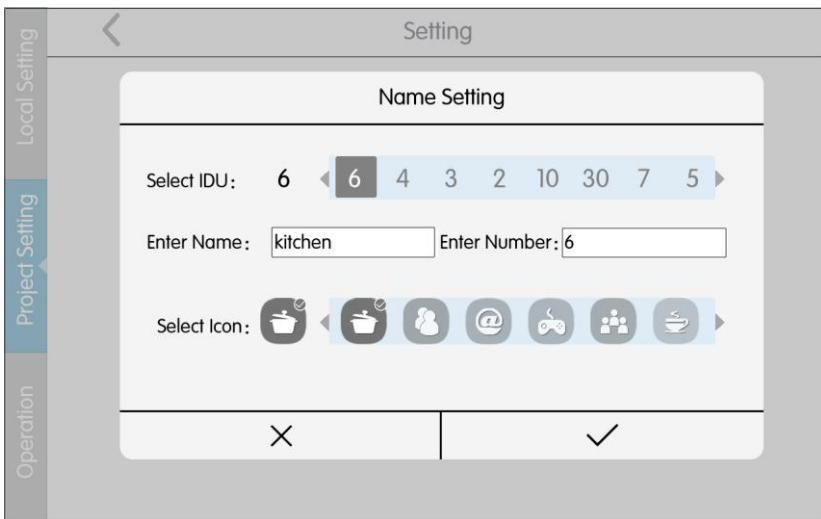 Setting
Local Setting
Project Setting
Operation
Name Setting
Select IDU: 6 6 4 3 2 10 30 7 5
Enter Name: kitchen Enter Number: 6
Select Icon: @